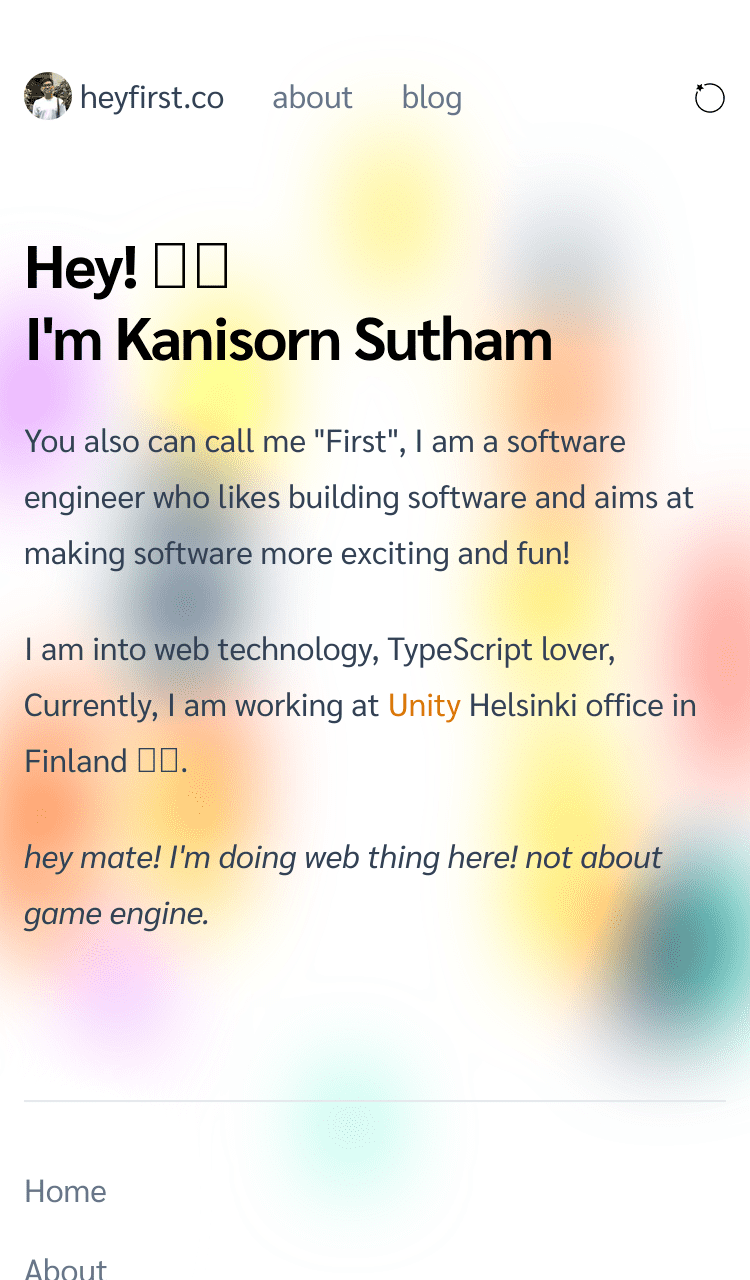 heyfirst.co about blog
Hey! 
I'm Kanisorn Sutham
You also can call me "First", I am a software
engineer who likes building software and aims at
making software more exciting and fun!
I am into web technology, TypeScript lover,
Currently, I am working at Unity Helsinki office in
Finland .
hey mate! I'm doing web thing here! not about
game engine.
Home
About